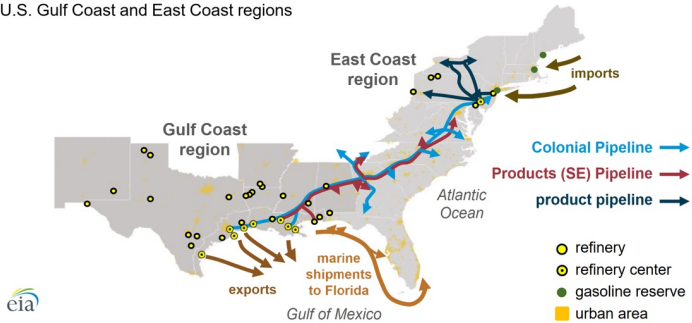 U.S. Gulf Coast and East Coast regions
East Coast
region
imports
Gulf Coast
region
Colonial Pipeline
Products (SE) Pipeline
product pipeline
Atlantic
Ocean
refinery
refinery center
gasoline reserve
urban area
marine
shipments
to Florida
exports
Gulf of Mexico
eia